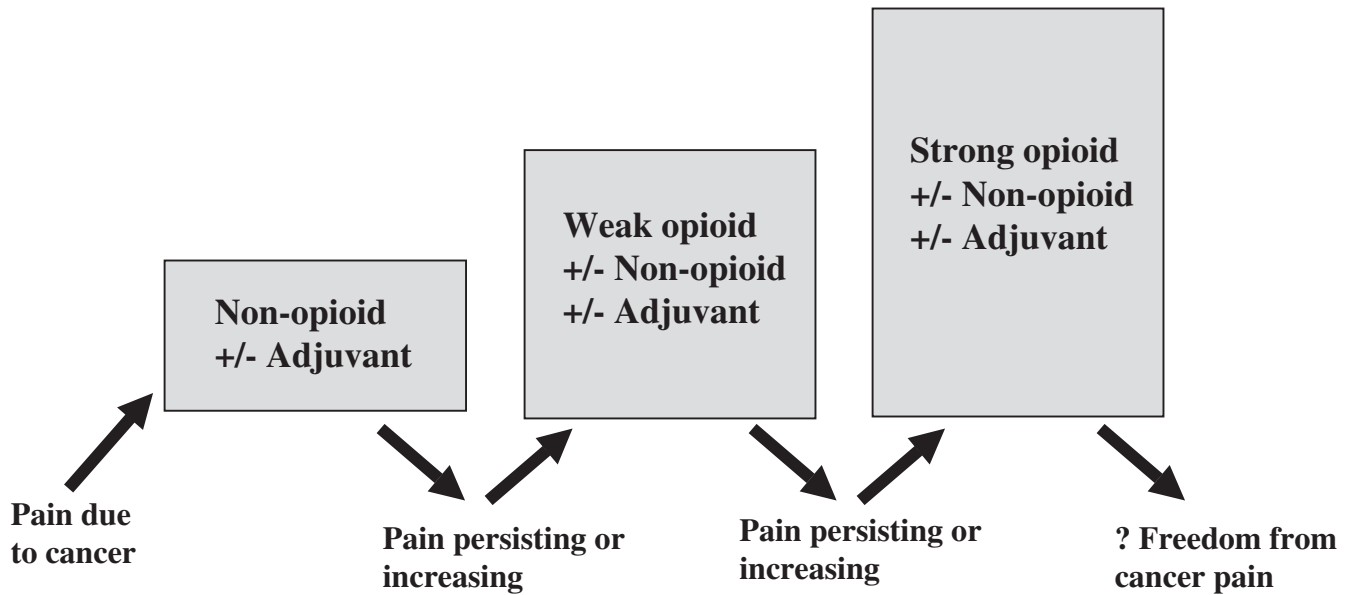 Pain due
to cancer
Non-opioid
+/- Adjuvant
Pain persisting or
increasing
Weak opioid
+/- Non-opioid
+/- Adjuvant
Pain persisting or
increasing
Strong opioid
+/- Non-opioid
+/- Adjuvant
? Freedom from
cancer pain